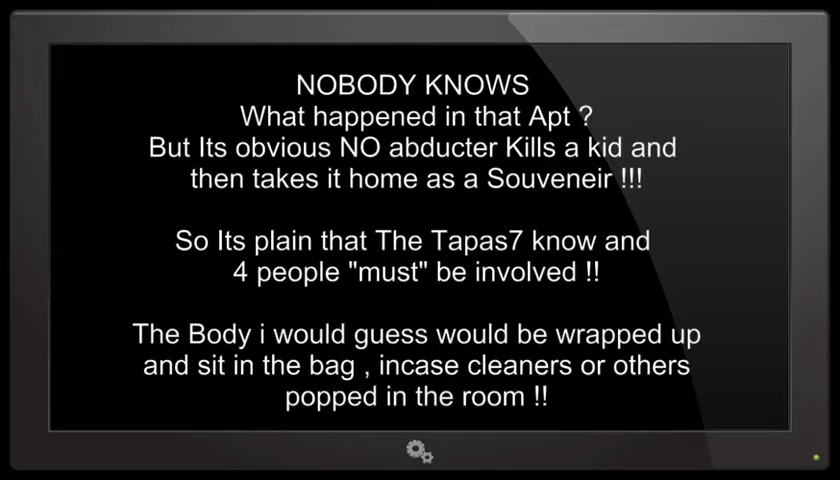 NOBODY KNOWS
What happened in that Apt ?
But Its obvious NO abducter Kills a kid and
then takes it home as a Souveneir !!!
So Its plain that The Tapas7 know and
4 people "must" be involved !!
The Body i would guess would be wrapped up
and sit in the bag , incase cleaners or others
popped in the room !!